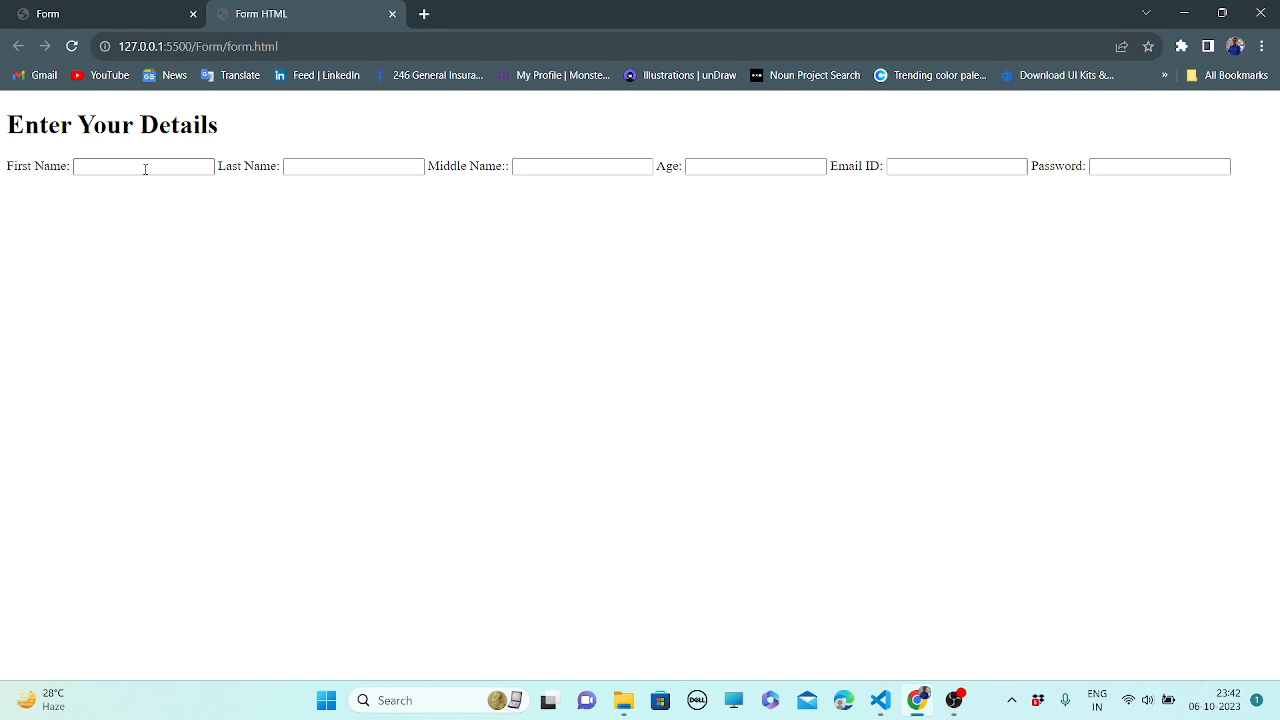 Form
Form HTML
127.0.0.1:5500/Form/form.html
Gmail
YouTube
News
Translate
Feed | LinkedIn
246 General Insura...
My Profile | Monste...
Illustrations | unDraw
Noun Project Search
Trending color pale...
Download UI Kits &...
»
All Bookmarks
Enter Your Details
First Name: Last Name: Middle Name:: Age: Email ID: Password:
28°C
Haze
Search
DELL
ENG
IN
23:42
06-10-2023
1